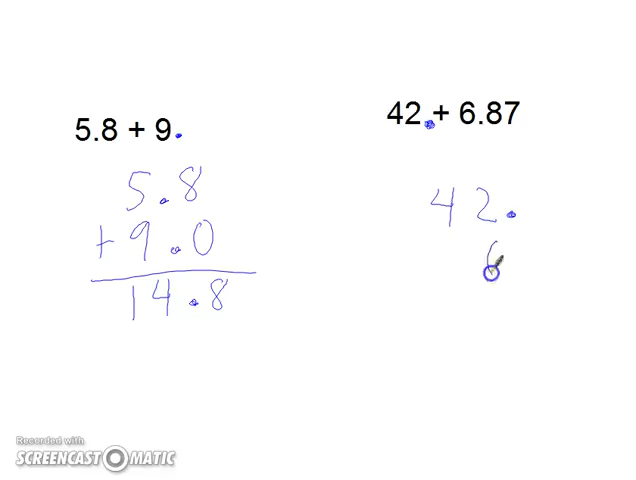 5.8 + 9.
5.8
+ 9.0
14.8
42.+ 6.87
42.
6
Recorded with
SCREENCAST-O-MATIC